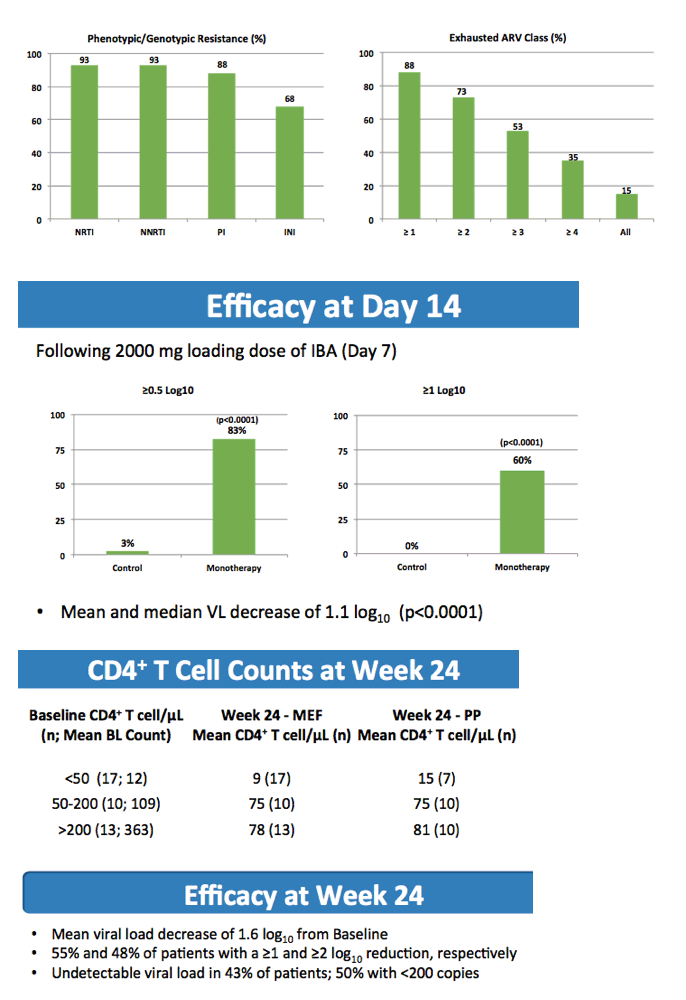 Phenotypic/Genotypic Resistance (%)
100
80
60
40
20
0
93
93
88
68
NRTI
NNRTI
PI
INI
Exhausted ARV Class (%)
100
80
60
40
20
0
88
73
53
35
15
≥ 1
≥ 2
≥ 3
≥ 4
All
Efficacy at Day 14
Following 2000 mg loading dose of IBA (Day 7)
≥0.5 Log10
100
75
50
25
0
3%
(p<0.0001)
83%
Control
Monotherapy
≥1 Log10
100
75
50
25
0
0%
(p<0.0001)
60%
Control
Monotherapy
• Mean and median VL decrease of 1.1 log₁₀ (p<0.0001)
CD4⁺ T Cell Counts at Week 24
Baseline CD4⁺ T cell/µL Week 24 - MEF Week 24 - PP
(n; Mean BL Count) Mean CD4⁺ T cell/µL (n) Mean CD4⁺ T cell/µL (n)
<50 (17; 12) 9 (17) 15 (7)
50-200 (10; 109) 75 (10) 75 (10)
>200 (13; 363) 78 (13) 81 (10)
Efficacy at Week 24
• Mean viral load decrease of 1.6 log₁₀ from Baseline
• 55% and 48% of patients with a ≥1 and ≥2 log₁₀ reduction, respectively
• Undetectable viral load in 43% of patients; 50% with <200 copies